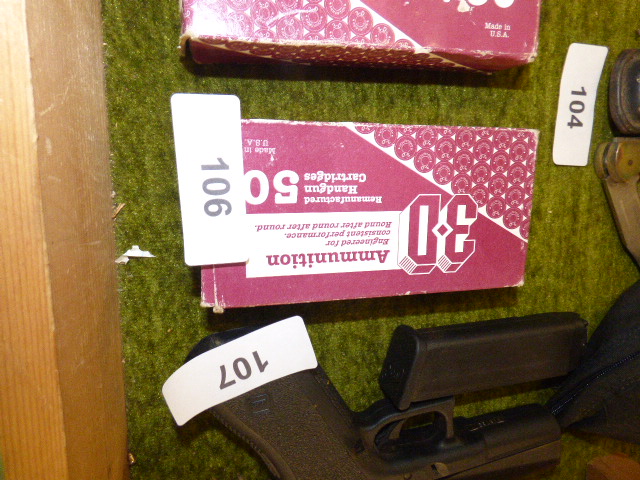 Made in
U.S.A.
104
106
Made in
U.S.A.
50
Remanufactured
Handgun
Cartridges
3-D
Ammunition
Engineered for
consistent performance.
Round after round after round.
107